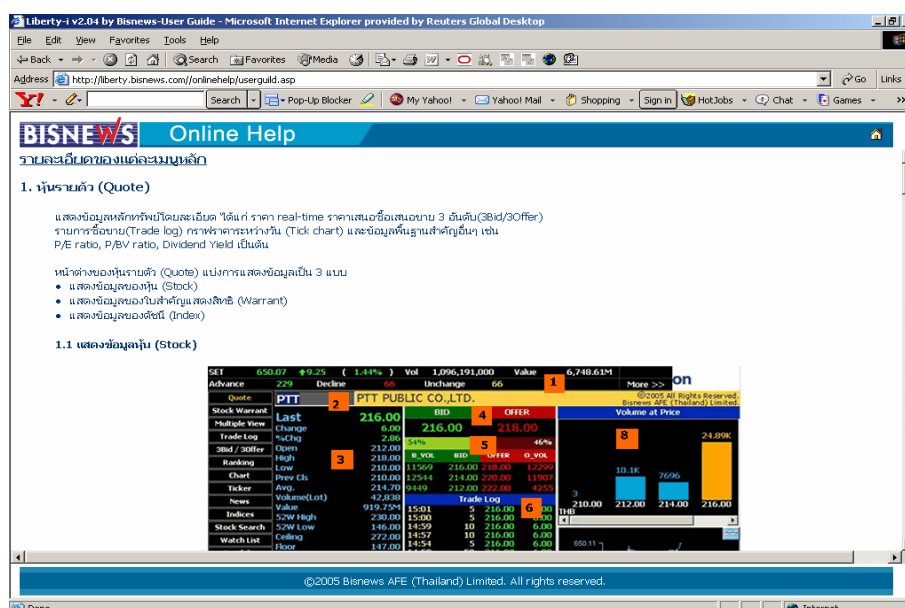 Liberty-i v2.04 by Bisnews-User Guide - Microsoft Internet Explorer provided by Reuters Global Desktop
File Edit View Favorites Tools Help
Back Search Favorites Media
Address http://liberty.bisnews.com//onlinehelp/userguild.asp Go Links
Y! Search Pop-Up Blocker My Yahoo! Yahoo! Mail Shopping Sign in HotJobs Chat Games
BISNEWS Online Help
รายละเอียดของแต่ละเมนูหลัก
1. หุ้นรายตัว (Quote)
แสดงข้อมูลหลักทรัพย์โดยละเอียด ได้แก่ ราคา real-time ราคาเสนอซื้อเสนอขาย 3 อันดับ(3Bid/3Offer)
รายการซื้อขาย(Trade log) กราฟราคาระหว่างวัน (Tick chart) และข้อมูลพื้นฐานสำคัญอื่นๆ เช่น
P/E ratio, P/BV ratio, Dividend Yield เป็นต้น
หน้าต่างของหุ้นรายตัว (Quote) แบ่งการแสดงข้อมูลเป็น 3 แบบ
• แสดงข้อมูลของหุ้น (Stock)
• แสดงข้อมูลของใบสำคัญแสดงสิทธิ (Warrant)
• แสดงข้อมูลของดัชนี (Index)
1.1 แสดงข้อมูลหุ้น (Stock)
SET 650.07 9.25 ( 1.44% ) Vol 1,096,191,000 Value 6,748.61M
Advance 229 Decline 66 Unchange 66 1 More >> on
Quote PTT 2 PTT PUBLIC CO.,LTD. ©2005 All Rights Reserved.
Bisnews AFE (Thailand) Limited.
Stock Warrant Last 216.00 BID 4 OFFER Volume at Price
Multiple View Change 6.00 216.00 218.00
Trade Log %Chg 2.86 54% 5 46% 8 24.89K
3Bid / 3Offer Open 212.00
Ranking High 218.00 B_VOL BID OFFER O_VOL
Chart Low 3 210.00 11569 216.00 218.00 12299 10.1K
Ticker Prev Cls 210.00 12544 214.00 220.00 11907 7696
News Avg. 214.70 9449 212.00 222.00 4255 3
Indices Volume(Lot) 42,838 Trade Log 210.00 212.00 214.00 216.00
Stock Search Value 919.75M 15:01 5 216.00 6 .00 THB
Watch List 52W High 230.00 15:00 5 216.00 6.00
52W Low 146.00 14:59 10 216.00 6.00
Ceiling 272.00 14:57 10 216.00 6.00
Floor 147.00 14:54 5 216.00 6.00 650.11
©2005 Bisnews AFE (Thailand) Limited. All rights reserved.
Done Internet